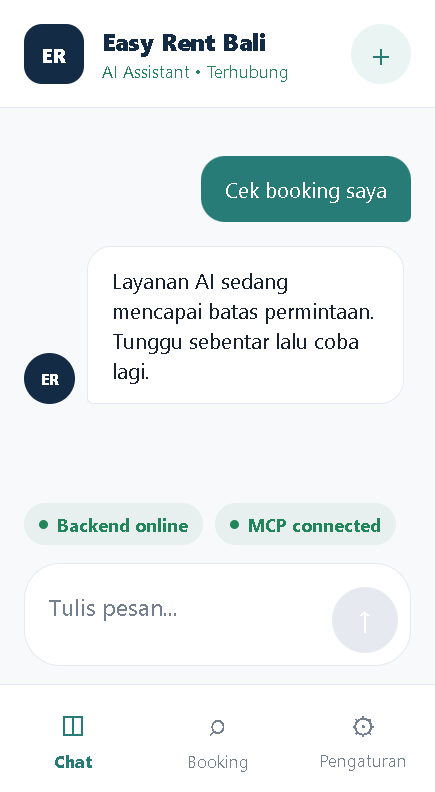 ER
Easy Rent Bali
AI Assistant • Terhubung
+
Cek booking saya
Layanan AI sedang
mencapai batas permintaan.
Tunggu sebentar lalu coba
lagi.
ER
Backend online
MCP connected
Tulis pesan...
↑
Chat
Booking
Pengaturan